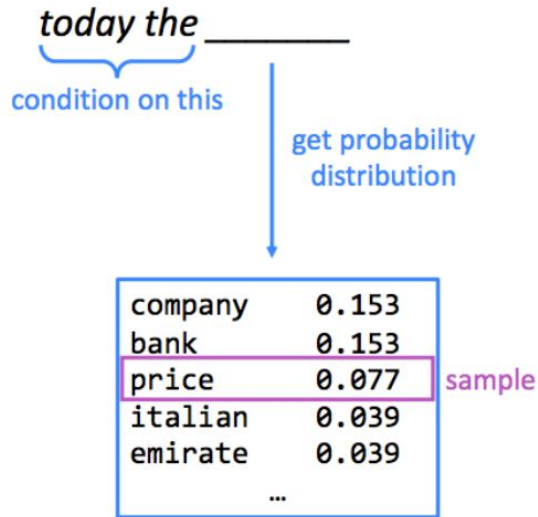 today the _______
condition on this
get probability
distribution
company 0.153
bank 0.153
price 0.077
sample
italian 0.039
emirate 0.039
…